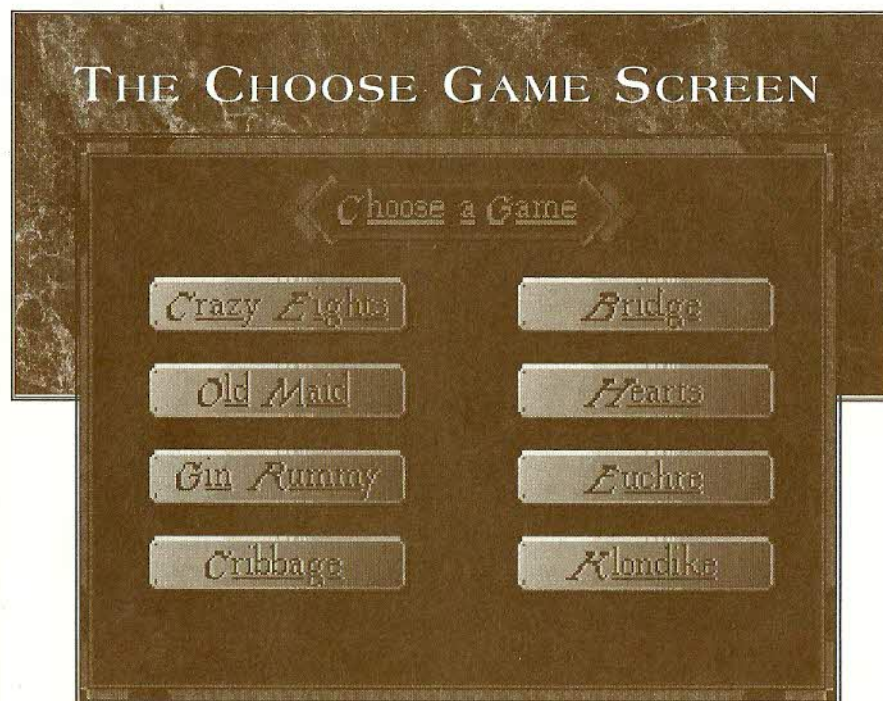 THE CHOOSE GAME SCREEN
Choose a Game
Crazy Eights
Old Maid
Gin Rummy
Cribbage
Bridge
Hearts
Euchre
Klondike